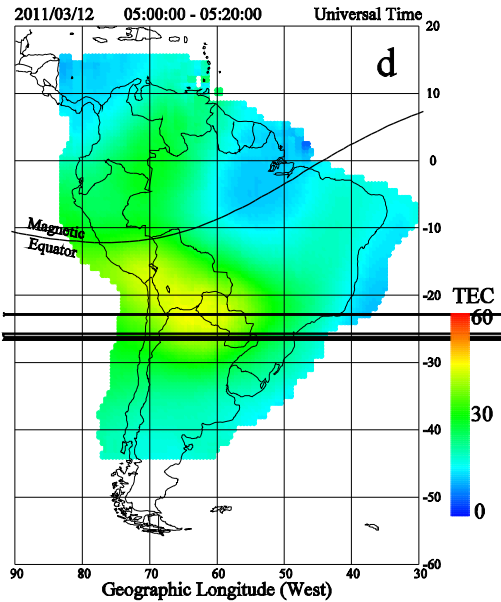 2011/03/12 05:00:00 - 05:20:00 Universal Time
d
20
10
0
-10
-20
-30
-40
-50
-60
Magnetic
Equator
TEC
60
30
0
90 80 70 60 50 40 30
Geographic Longitude (West)